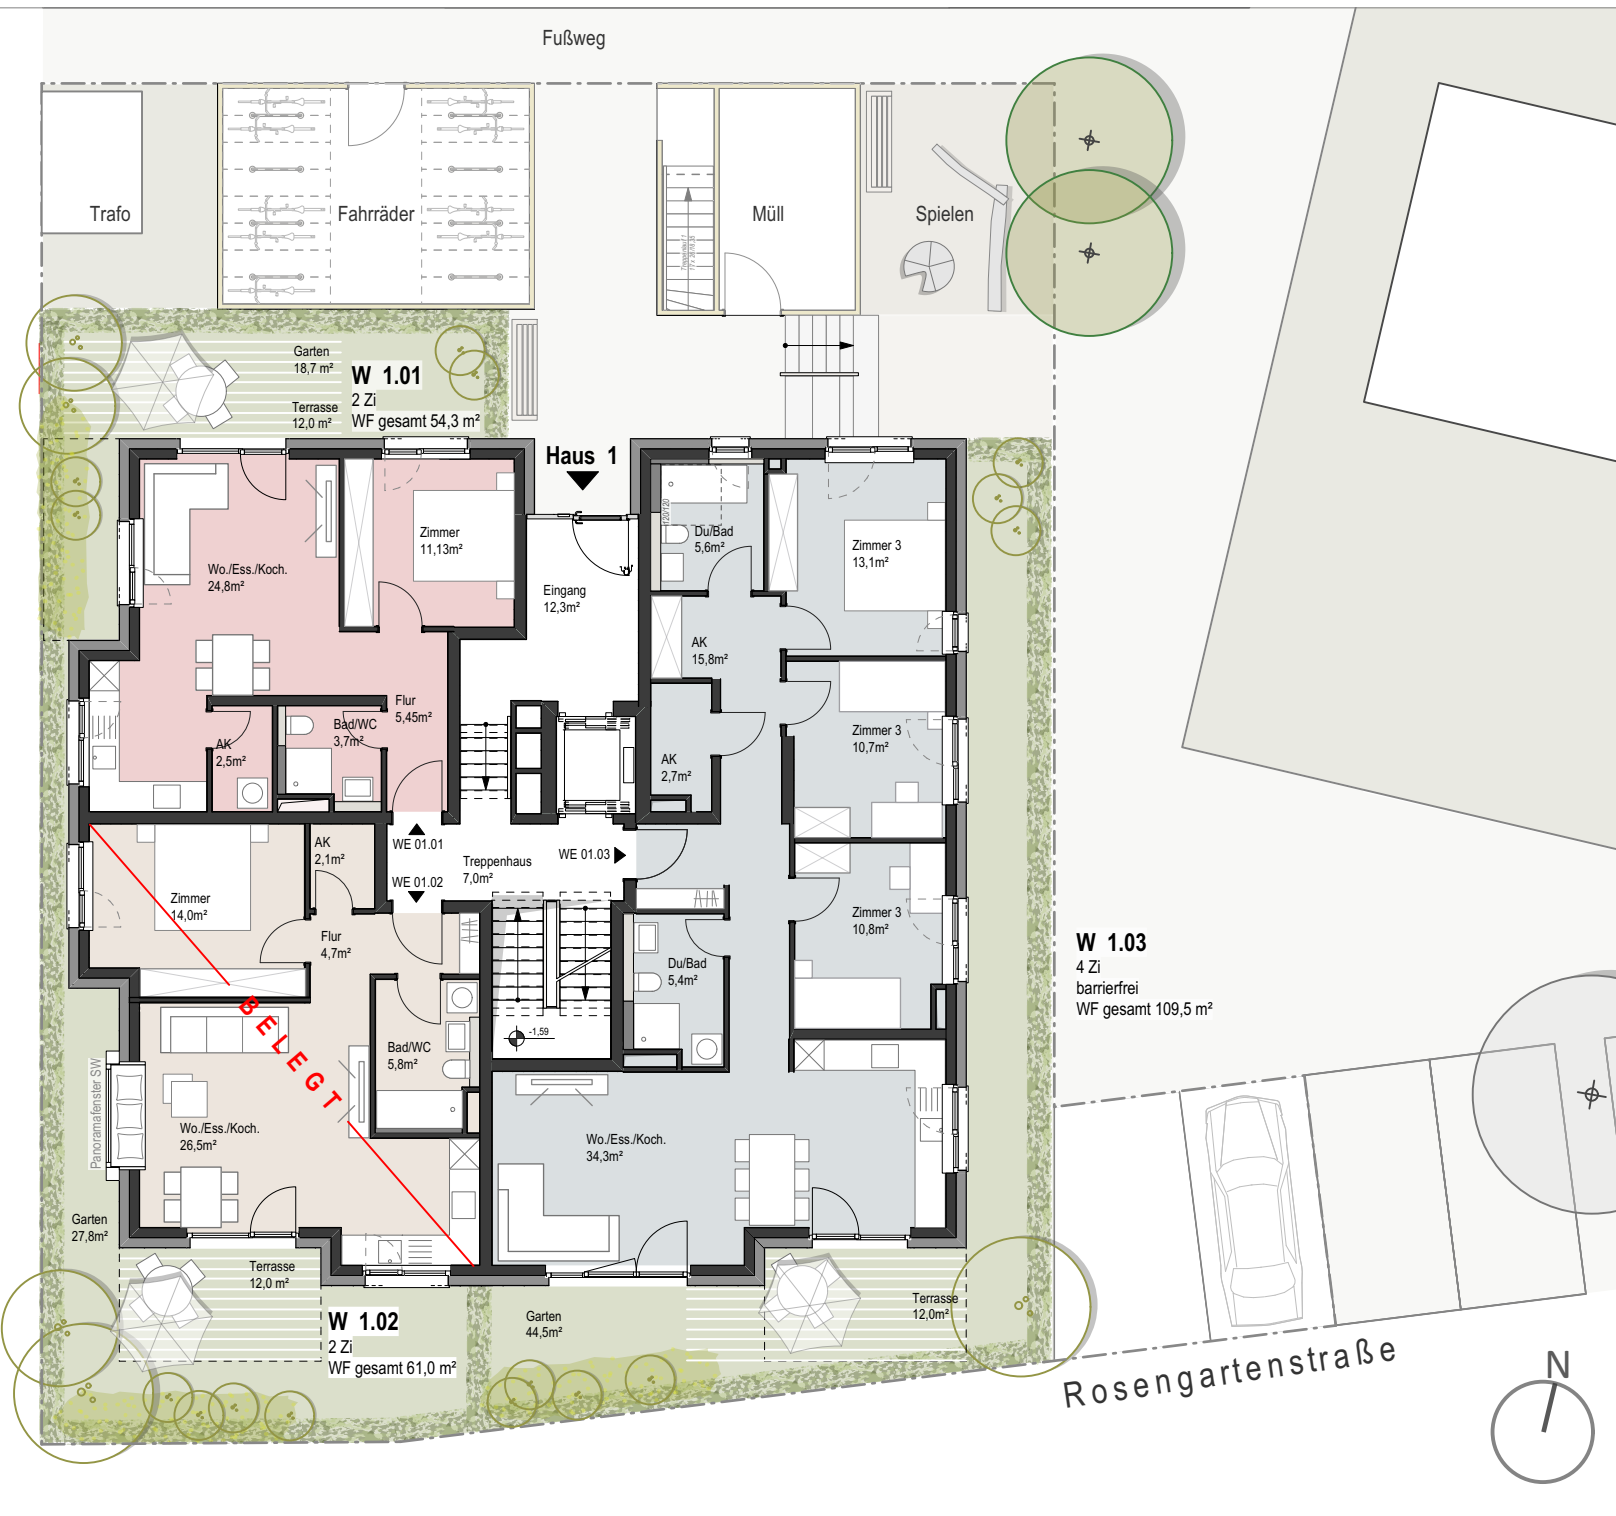 Fußweg
Trafo
Fahrräder
Müll
Spielen
Treppenlauf 1
Garten
18,7 m²
Terrasse
12,0 m²
W 1.01
2 Zi
WF gesamt 54,3 m²
Haus 1
Zimmer
11,13m²
Wo./Ess./Koch.
24,8m²
Eingang
12,3m²
120/120
Du/Bad
5,6m²
Zimmer 3
13,1m²
AK
15,8m²
Flur
5,45m²
Bad/WC
3,7m²
AK
2,5m²
AK
2,7m²
Zimmer 3
10,7m²
WE 01.01
WE 01.02
Treppenhaus
7,0m²
WE 01.03
AK
2,1m²
Zimmer
14,0m²
Flur
4,7m²
Zimmer 3
10,8m²
Du/Bad
5,4m²
W 1.03
4 Zi
barrierfrei
WF gesamt 109,5 m²
-1,59
BELEGT
Bad/WC
5,8m²
Panoramafenster SW
Wo./Ess./Koch.
26,5m²
Wo./Ess./Koch.
34,3m²
Garten
27,8m²
Terrasse
12,0 m²
W 1.02
2 Zi
WF gesamt 61,0 m²
Garten
44,5m²
Terrasse
12,0m²
Rosengartenstraße
N